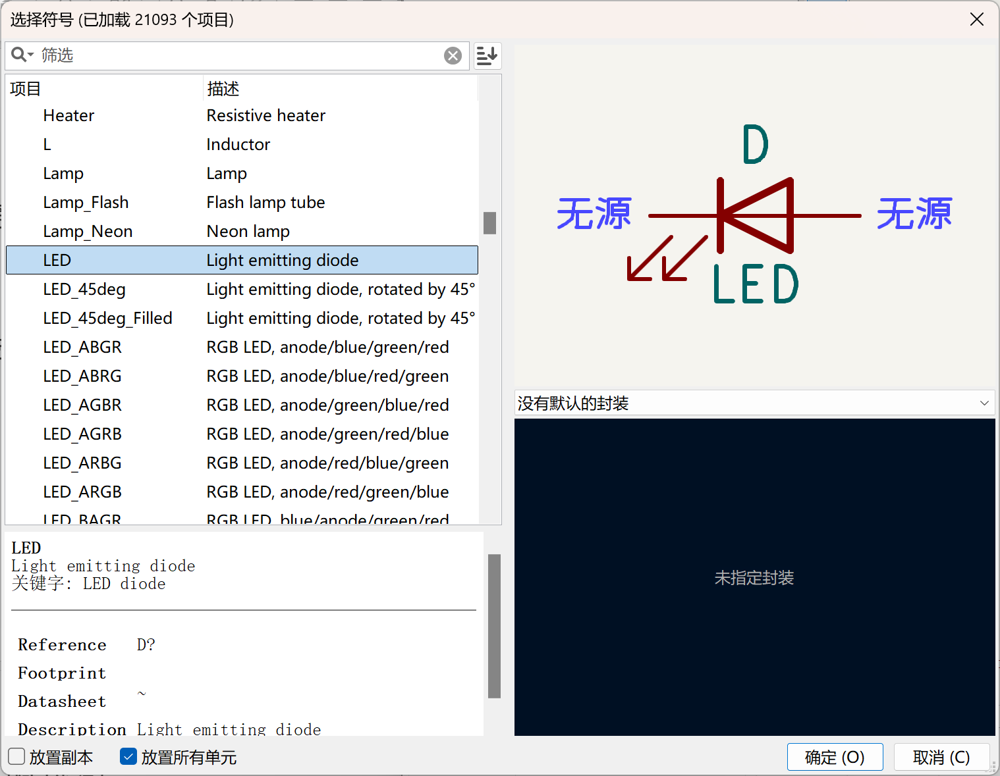 选择符号 (已加载 21093 个项目)
筛选
项目 描述
Heater Resistive heater
L Inductor
Lamp Lamp
Lamp_Flash Flash lamp tube
Lamp_Neon Neon lamp
LED Light emitting diode
LED_45deg Light emitting diode, rotated by 45°
LED_45deg_Filled Light emitting diode, rotated by 45°
LED_ABGR RGB LED, anode/blue/green/red
LED_ABRG RGB LED, anode/blue/red/green
LED_AGBR RGB LED, anode/green/blue/red
LED_AGRB RGB LED, anode/green/red/blue
LED_ARBG RGB LED, anode/red/blue/green
LED_ARGB RGB LED, anode/red/green/blue
LED_BAGR RGB LED, blue/anode/green/red
LED
Light emitting diode
关键字: LED diode
Reference D?
Footprint
Datasheet ~
Description Light emitting diode
放置副本 放置所有单元
D
无源 无源
LED
没有默认的封装
未指定封装
确定 (O) 取消 (C)